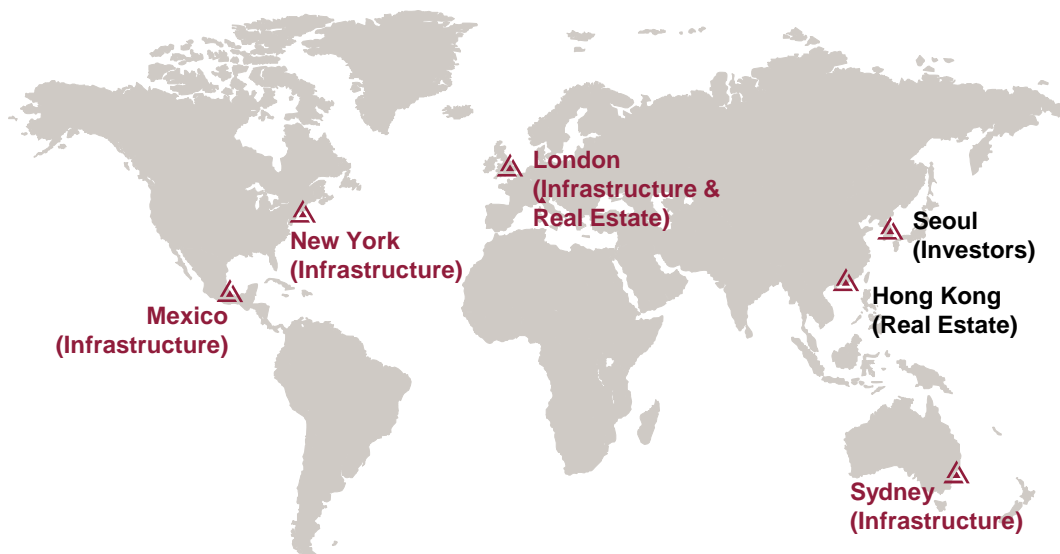 London
(Infrastructure &
Real Estate)
Seoul
(Investors)
New York
(Infrastructure)
Hong Kong
(Real Estate)
Mexico
(Infrastructure)
Sydney
(Infrastructure)